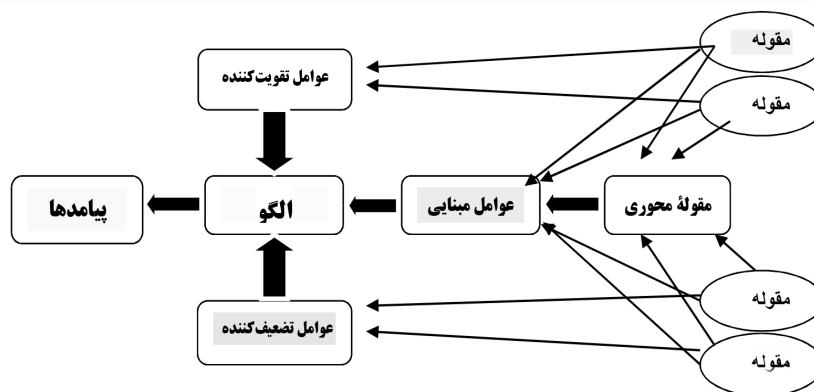 مقوله
عوامل تقویت‌کننده
مقوله
مقولهٔ محوری
عوامل مبنایی
الگو
پیامدها
مقوله
عوامل تضعیف‌کننده
مقوله